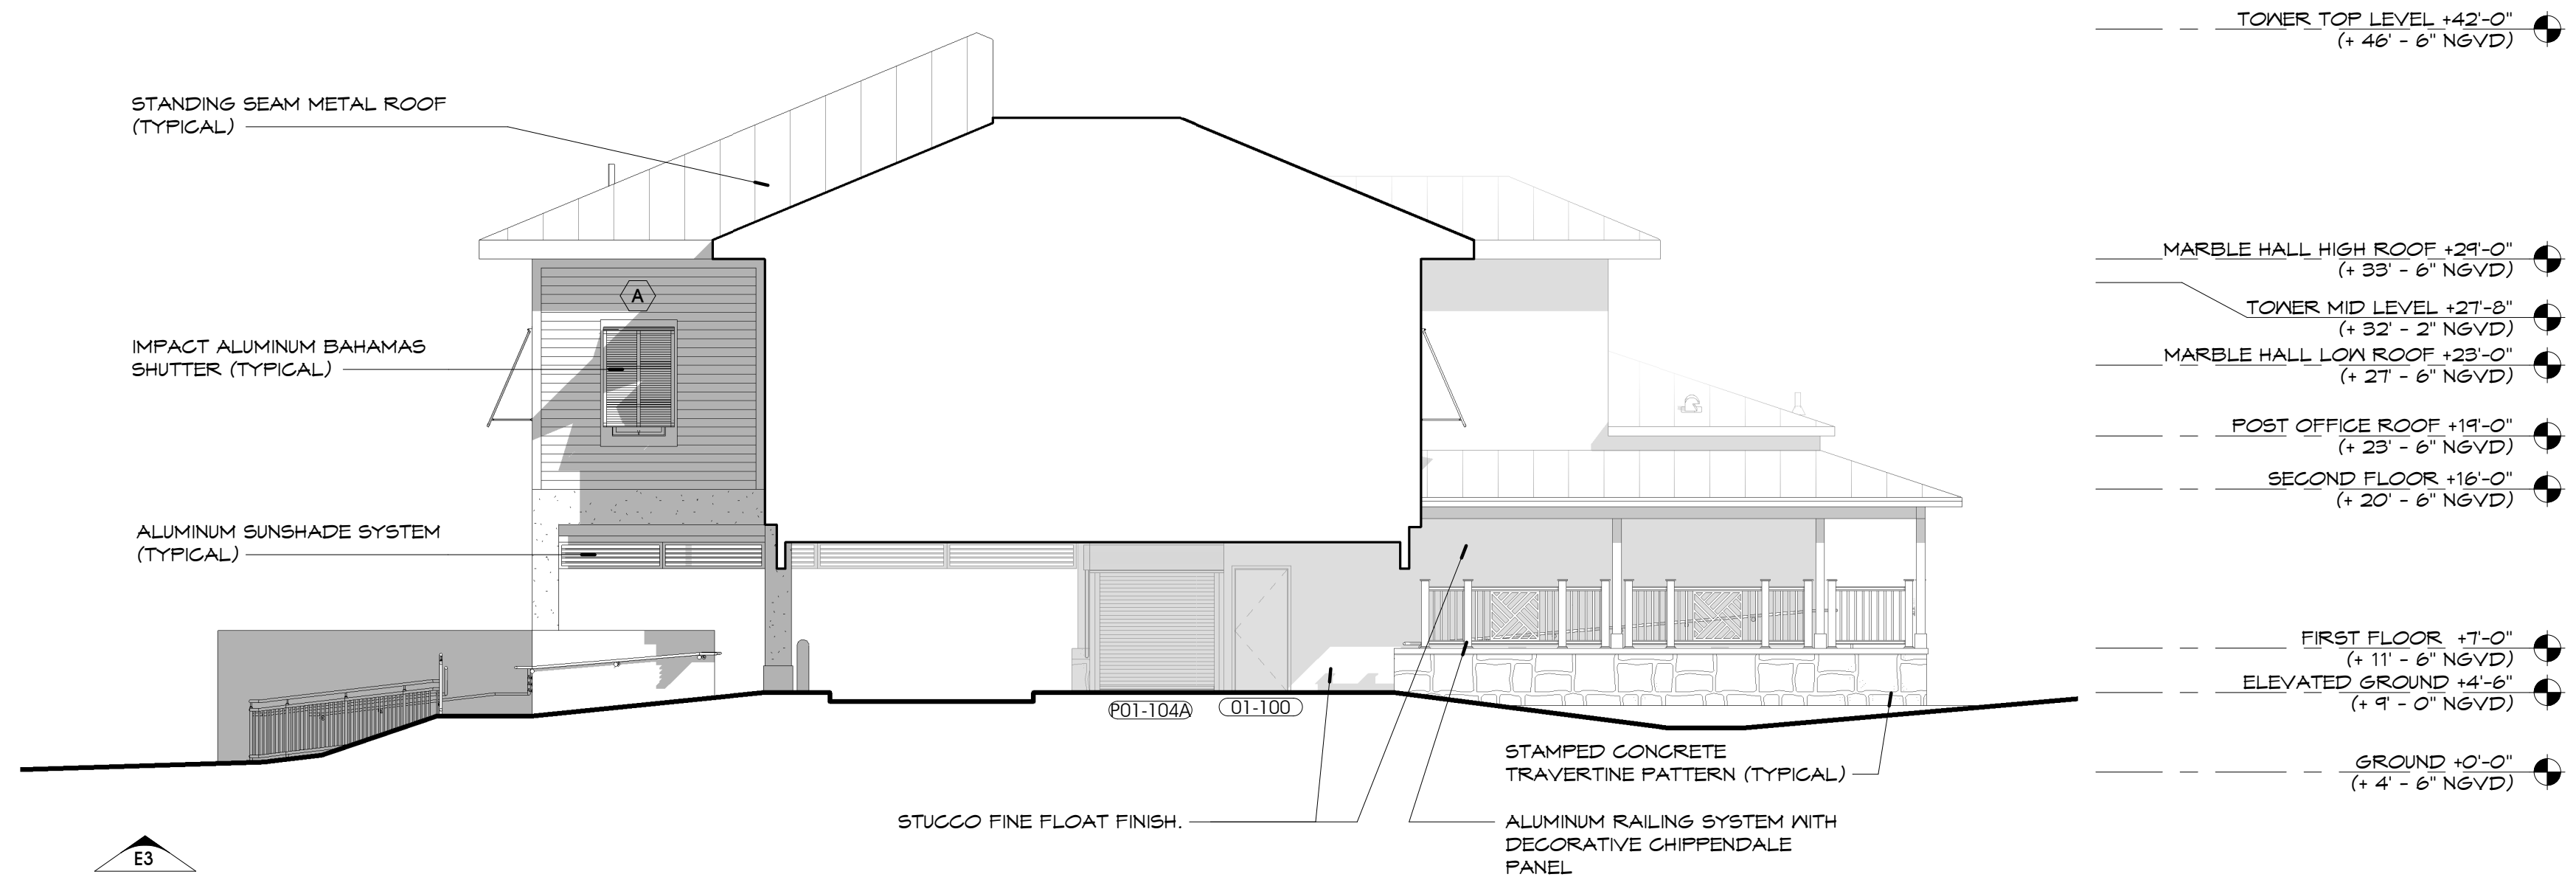 TOWER TOP LEVEL +42'-0"
(+ 46' - 6" NGVD)
STANDING SEAM METAL ROOF
(TYPICAL)
MARBLE HALL HIGH ROOF +29'-0"
(+ 33' - 6" NGVD)
A
TOWER MID LEVEL +27'-8"
(+ 32' - 2" NGVD)
IMPACT ALUMINUM BAHAMAS
SHUTTER (TYPICAL)
MARBLE HALL LOW ROOF +23'-0"
(+ 27' - 6" NGVD)
POST OFFICE ROOF +19'-0"
(+ 23' - 6" NGVD)
SECOND FLOOR +16'-0"
(+ 20' - 6" NGVD)
ALUMINUM SUNSHADE SYSTEM
(TYPICAL)
FIRST FLOOR +7'-0"
(+ 11' - 6" NGVD)
ELEVATED GROUND +4'-6"
(+ 9' - 0" NGVD)
P01-104A
01-100
STAMPED CONCRETE
TRAVERTINE PATTERN (TYPICAL)
GROUND +0'-0"
(+ 4' - 6" NGVD)
STUCCO FINE FLOAT FINISH.
ALUMINUM RAILING SYSTEM WITH
DECORATIVE CHIPPENDALE
PANEL
E3